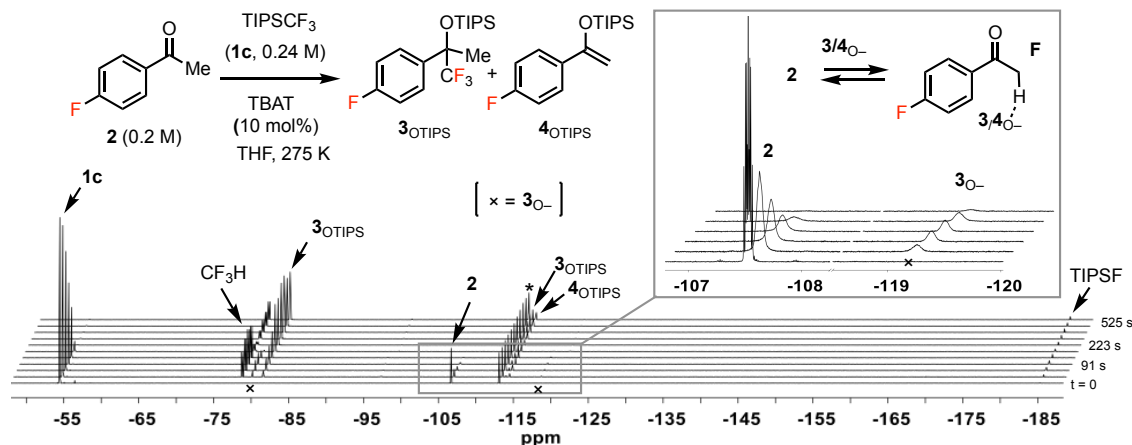 O
Me
F
2 (0.2 M)
TIPSCF3
(1c, 0.24 M)
TBAT
(10 mol%)
THF, 275 K
OTIPS
Me
CF3
F
3OTIPS
+
OTIPS
F
4OTIPS
[ × = 3O– ]
2
3/4O–
O
F
H
F
3/4O–
2
3O–
×
-107
-108
-119
-120
1c
CF3H
3OTIPS
2
*
3OTIPS
4OTIPS
TIPSF
525 s
223 s
91 s
t = 0
×
×
-55
-65
-75
-85
-95
-105
-115
-125
-135
-145
-155
-165
-175
-185
ppm